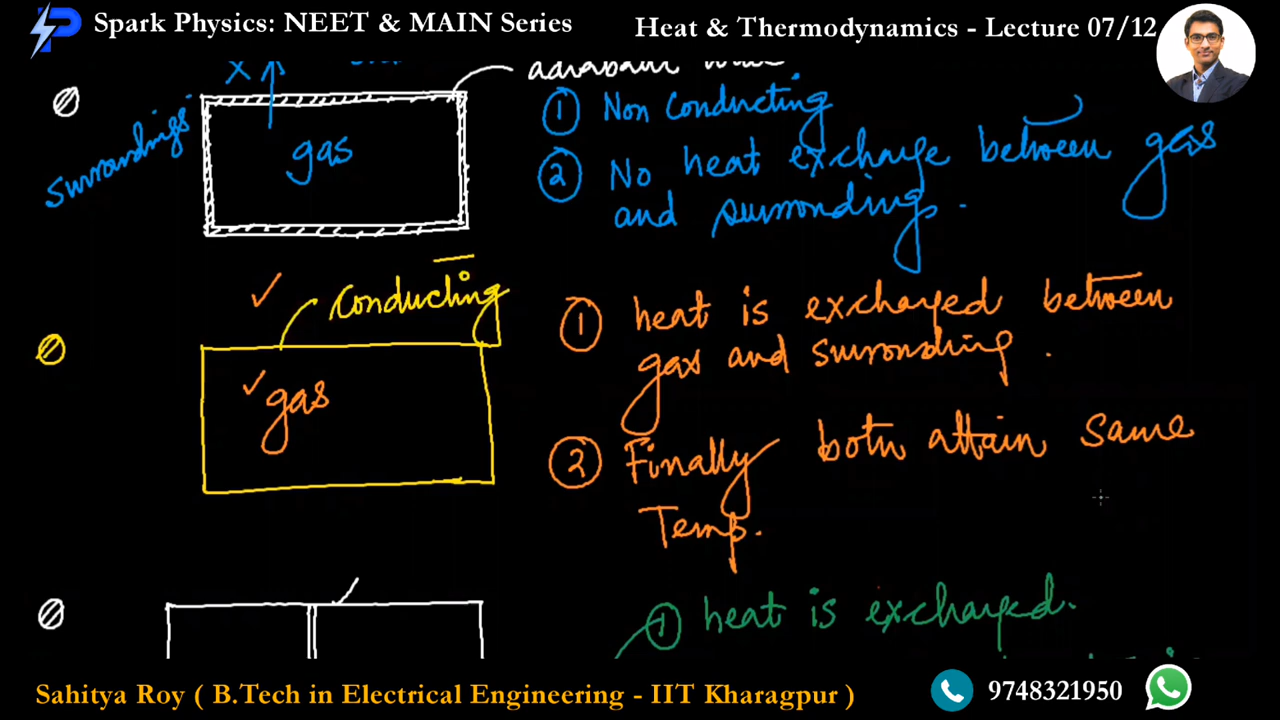 Spark Physics: NEET & MAIN Series
Heat & Thermodynamics - Lecture 07/12
X
surroundings
gas
① Non Conducting
② No heat exchange between gas
and surronding.
Conducting
gas
① heat is exchanged between
gas and surronding.
② Finally both attain same
Temp.
① heat is exchanged.
Sahitya Roy ( B.Tech in Electrical Engineering - IIT Kharagpur )
9748321950